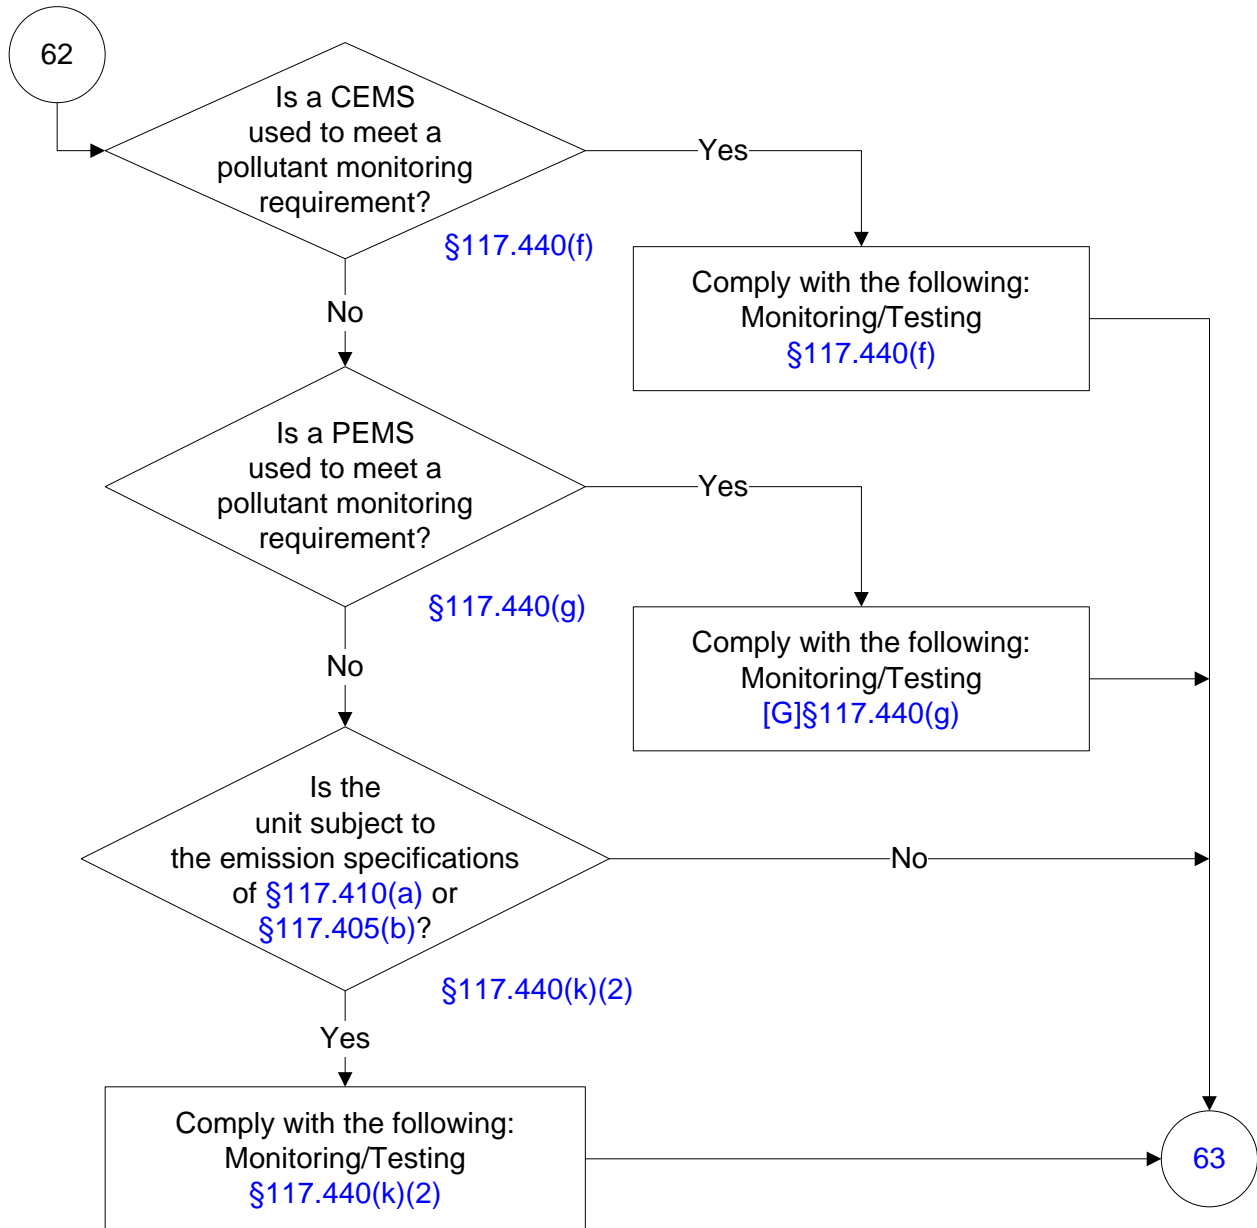 62
Is a CEMS
used to meet a
pollutant monitoring
requirement?
Yes
§117.440(f)
Comply with the following:
Monitoring/Testing
§117.440(f)
No
Is a PEMS
used to meet a
pollutant monitoring
requirement?
Yes
§117.440(g)
Comply with the following:
Monitoring/Testing
[G]§117.440(g)
No
Is the
unit subject to
the emission specifications
of §117.410(a) or
§117.405(b)?
No
§117.440(k)(2)
Yes
Comply with the following:
Monitoring/Testing
§117.440(k)(2)
63